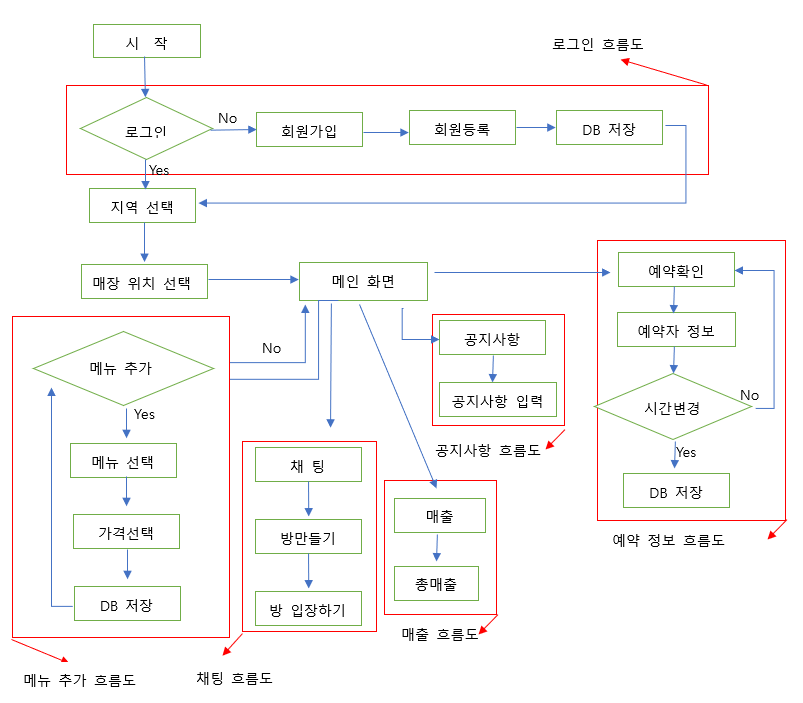 시 작
로그인 흐름도
로그인
No
회원가입
회원등록
DB 저장
Yes
지역 선택
매장 위치 선택
메인 화면
예약확인
예약자 정보
No
시간변경
Yes
DB 저장
예약 정보 흐름도
No
메뉴 추가
Yes
메뉴 선택
가격선택
DB 저장
메뉴 추가 흐름도
공지사항
공지사항 입력
공지사항 흐름도
채 팅
방만들기
방 입장하기
채팅 흐름도
매출
총매출
매출 흐름도